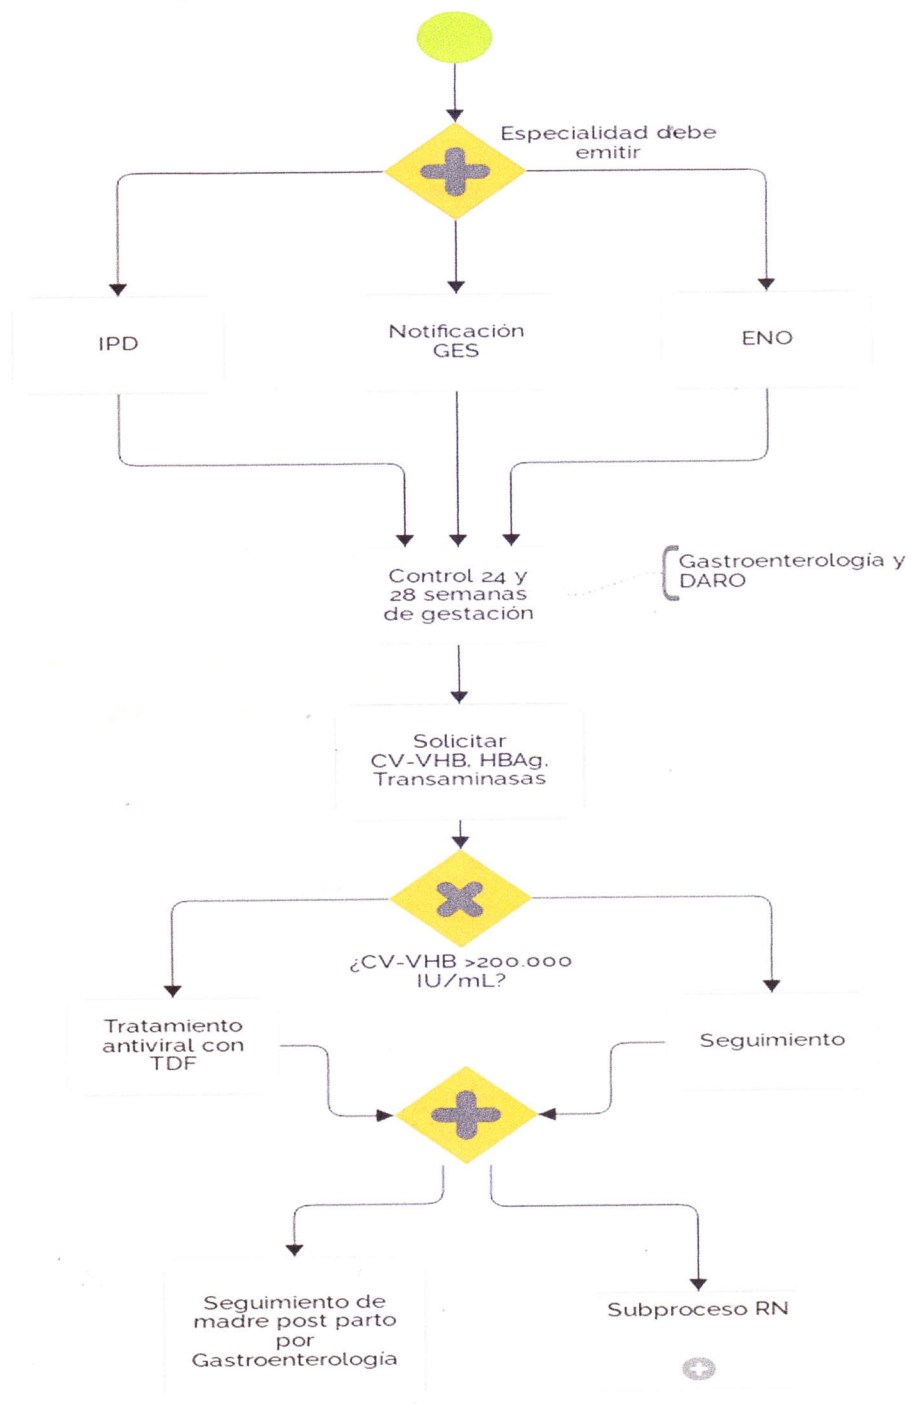 Especialidad debe
emitir
IPD
Notificación
GES
ENO
Control 24 y
28 semanas
de gestación
Gastroenterología y
DARO
Solicitar
CV-VHB, HBAg,
Transaminasas
¿CV-VHB >200.000
IU/mL?
Tratamiento
antiviral con
TDF
Seguimiento
Seguimiento de
madre post parto
por
Gastroenterología
Subproceso RN